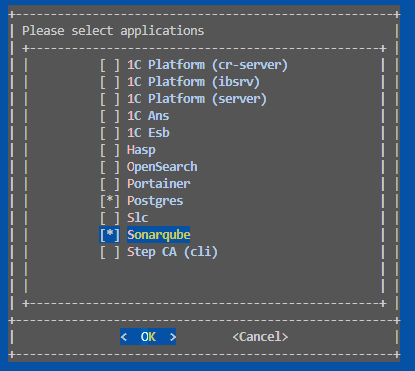 Please select applications
[ ] 1C Platform (cr-server)
[ ] 1C Platform (ibsrv)
[ ] 1C Platform (server)
[ ] 1C Ans
[ ] 1C Esb
[ ] Hasp
[ ] OpenSearch
[ ] Portainer
[*] Postgres
[ ] Slc
[*] Sonarqube
[ ] Step CA (cli)
< OK > <Cancel>